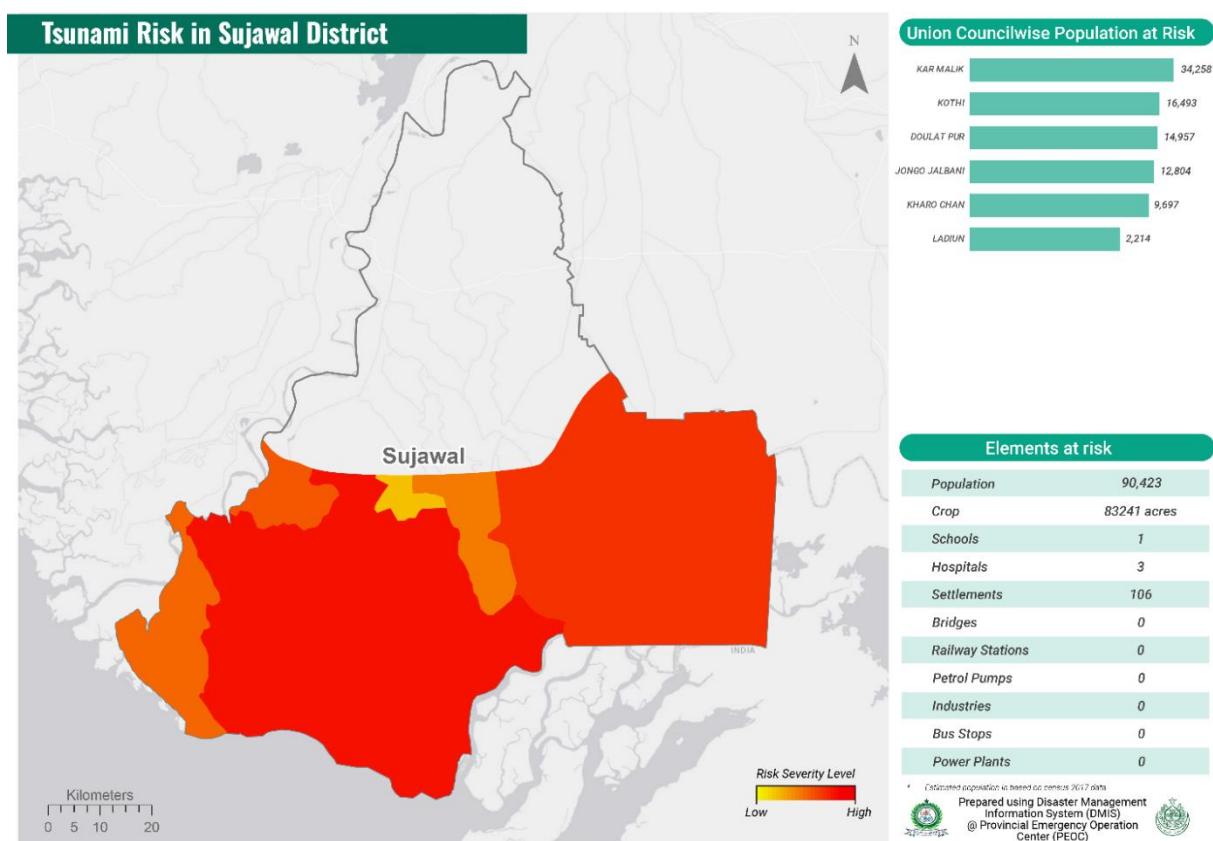 Tsunami Risk in Sujawal District
N
Sujawal
INDIA
Kilometers
0 5 10 20
Risk Severity Level
Low High
Union Councilwise Population at Risk
KAR MALIK 34,258
KOTHI 16,493
DOULAT PUR 14,957
JONGO JALBANI 12,804
KHARO CHAN 9,697
LADIUN 2,214
Elements at risk
Population 90,423
Crop 83241 acres
Schools 1
Hospitals 3
Settlements 106
Bridges 0
Railway Stations 0
Petrol Pumps 0
Industries 0
Bus Stops 0
Power Plants 0
* Estimated population is based on census 2017 data
Prepared using Disaster Management
Information System (DMIS)
@ Provincial Emergency Operation
Center (PEOC)